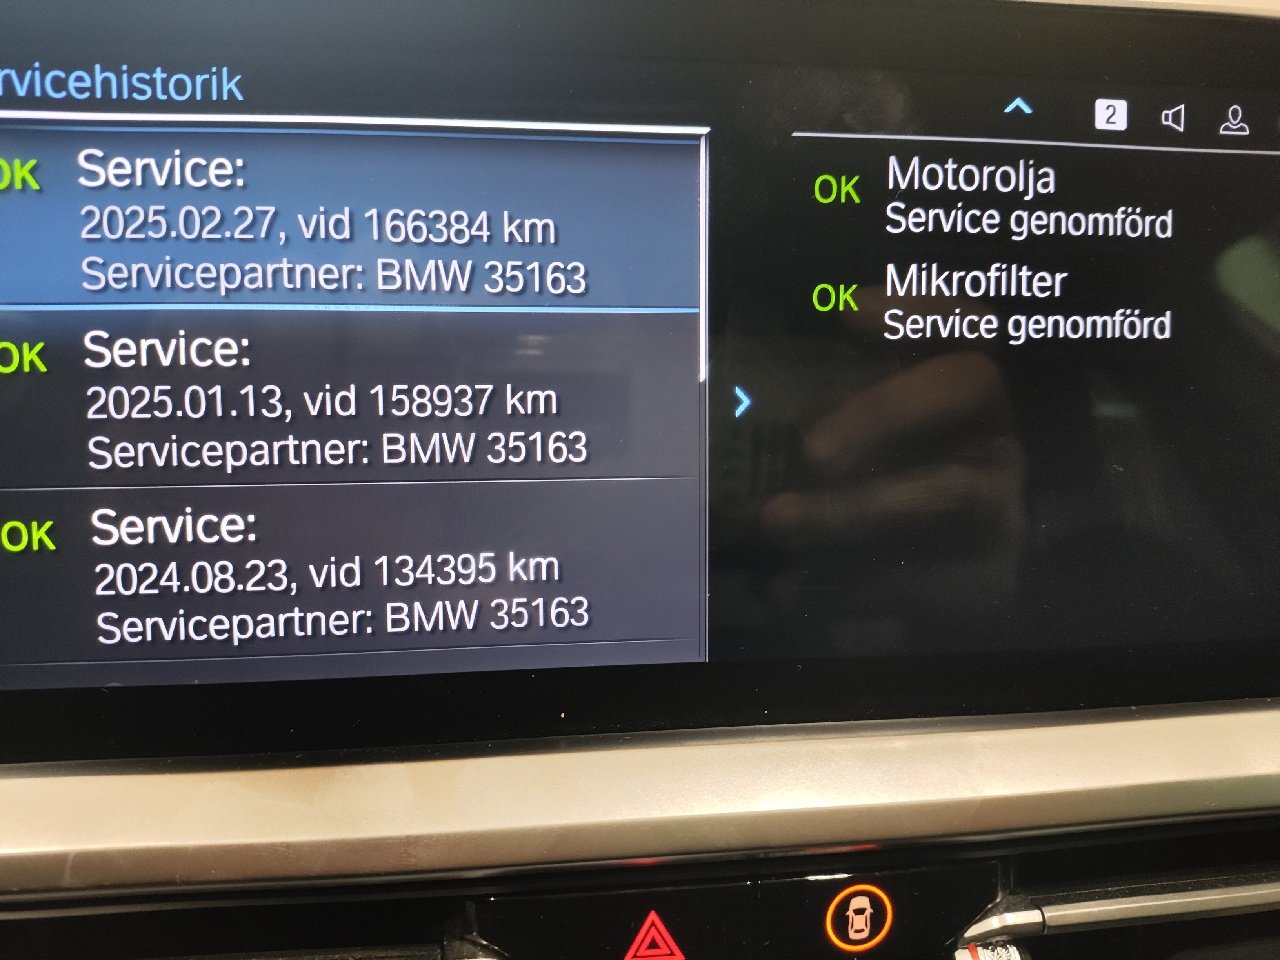 rvicehistorik
2
OK Service:
2025.02.27, vid 166384 km
Servicepartner: BMW 35163
OK Service:
2025.01.13, vid 158937 km
Servicepartner: BMW 35163
OK Service:
2024.08.23, vid 134395 km
Servicepartner: BMW 35163
OK Motorolja
Service genomförd
OK Mikrofilter
Service genomförd